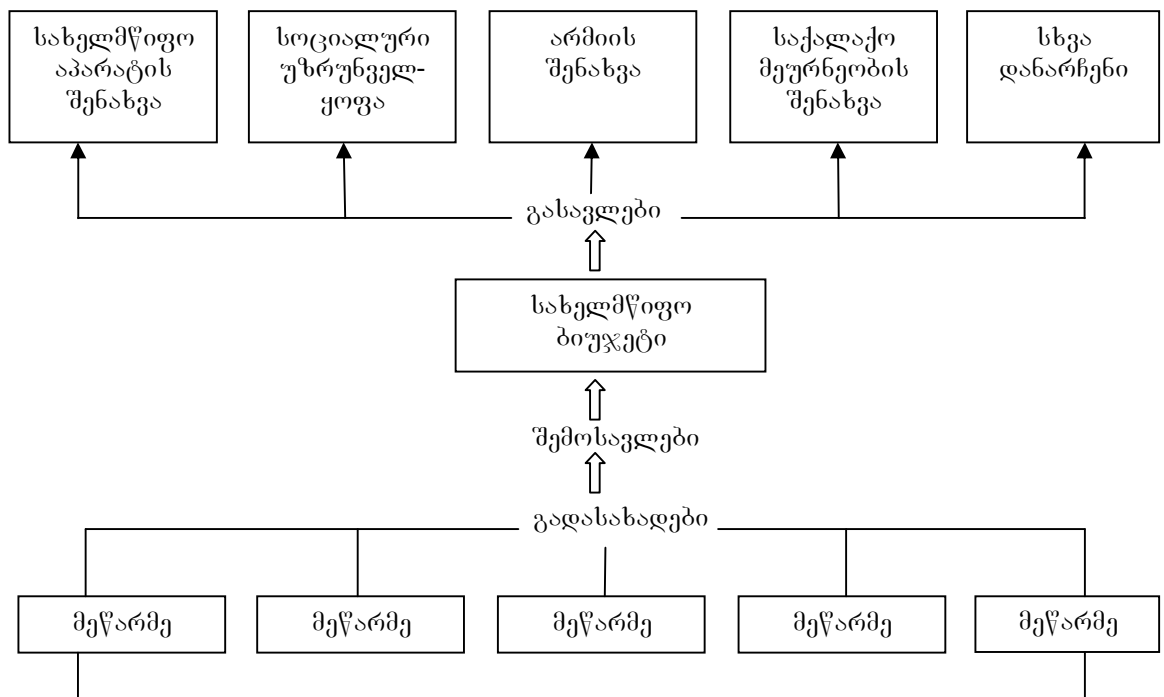 სახელმწიფო
აპარატის
შენახვა
სოციალური
უზრუნველ-
ყოფა
არმიის
შენახვა
საქალაქო
მეურნეობის
შენახვა
სხვა
დანარჩენი
გასავლები
სახელმწიფო
ბიუჯეტი
შემოსავლები
გადასახადები
მეწარმე
მეწარმე
მეწარმე
მეწარმე
მეწარმე